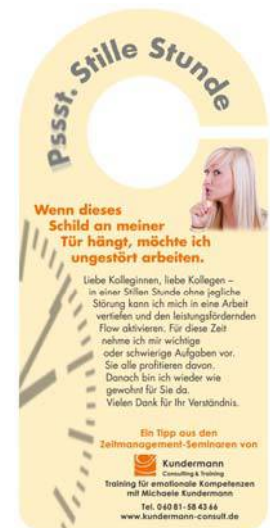 Pssst. Stille Stunde
Wenn dieses
Schild an meiner
Tür hängt, möchte ich
ungestört arbeiten.
Liebe Kolleginnen, liebe Kollegen –
in einer Stillen Stunde ohne jegliche
Störung kann ich mich in eine Arbeit
vertiefen und den leistungsfördernden
Flow aktivieren. Für diese Zeit
nehme ich mir wichtige
oder schwierige Aufgaben vor.
Sie alle profitieren davon.
Danach bin ich wieder wie
gewohnt für Sie da.
Vielen Dank für Ihr Verständnis.
Ein Tipp aus den
Zeitmanagement-Seminaren von
Kundermann
Consulting & Training
Training für emotionale Kompetenzen
mit Michaele Kundermann
Tel. 06081-58 43 66
www.kundermann-consult.de